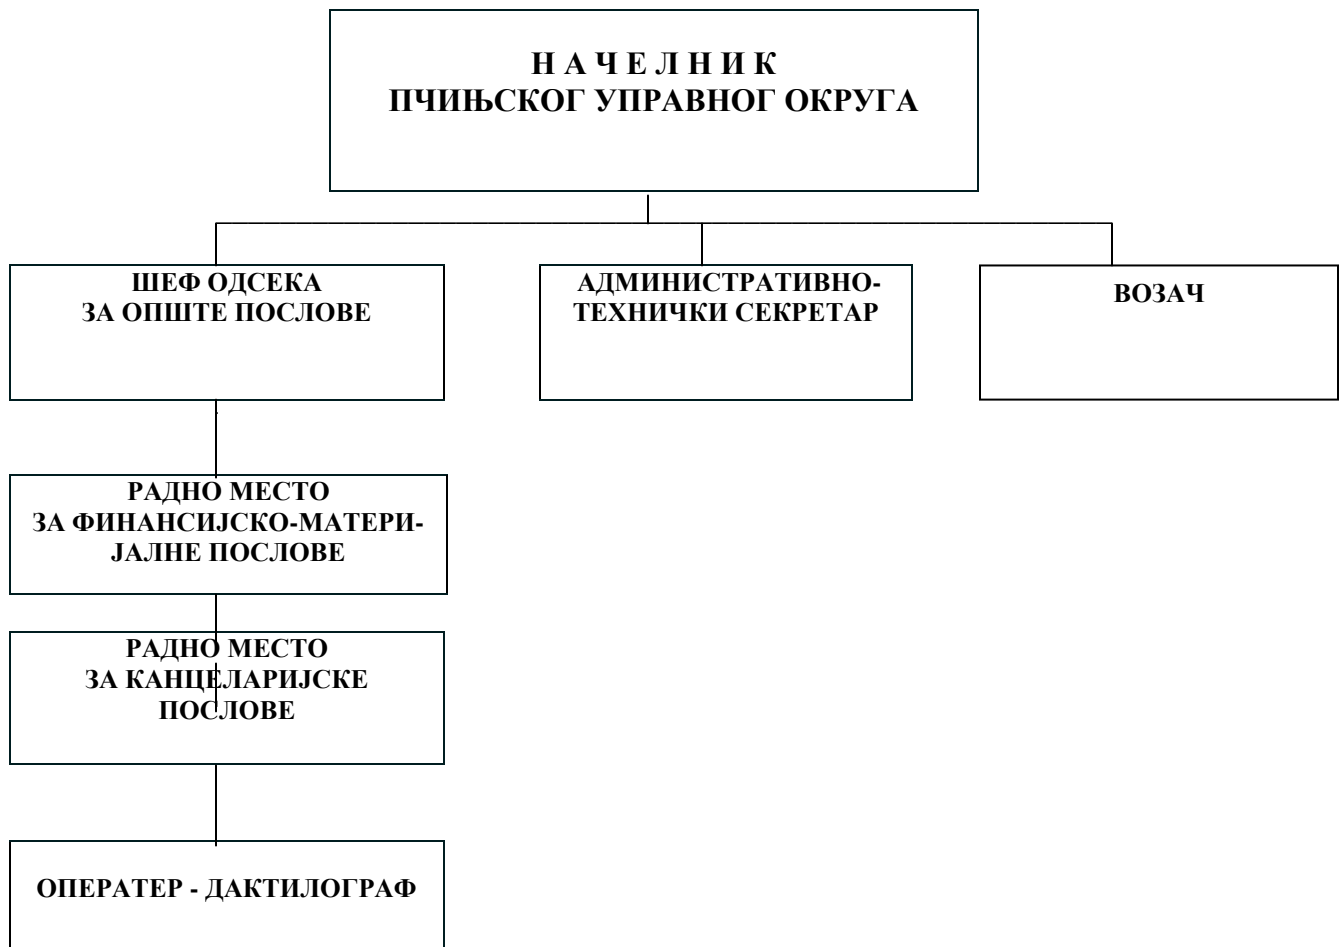 Н А Ч Е Л Н И К
ПЧИЊСКОГ УПРАВНОГ ОКРУГА
ШЕФ ОДСЕКА
ЗА ОПШТЕ ПОСЛОВЕ
АДМИНИСТРАТИВНО-
ТЕХНИЧКИ СЕКРЕТАР
ВОЗАЧ
РАДНО МЕСТО
ЗА ФИНАНСИЈСКО-МАТЕРИ-
ЈАЛНЕ ПОСЛОВЕ
РАДНО МЕСТО
ЗА КАНЦЕЛАРИЈСКЕ
ПОСЛОВЕ
ОПЕРАТЕР - ДАКТИЛОГРАФ